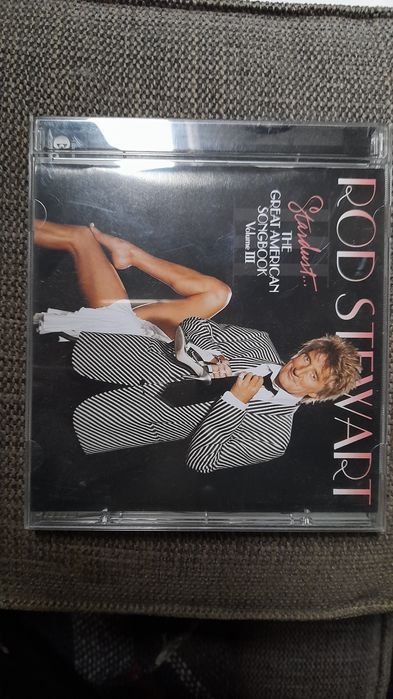 ROD STEWART
Stardust...
THE
GREAT AMERICAN
SONGBOOK
Volume III